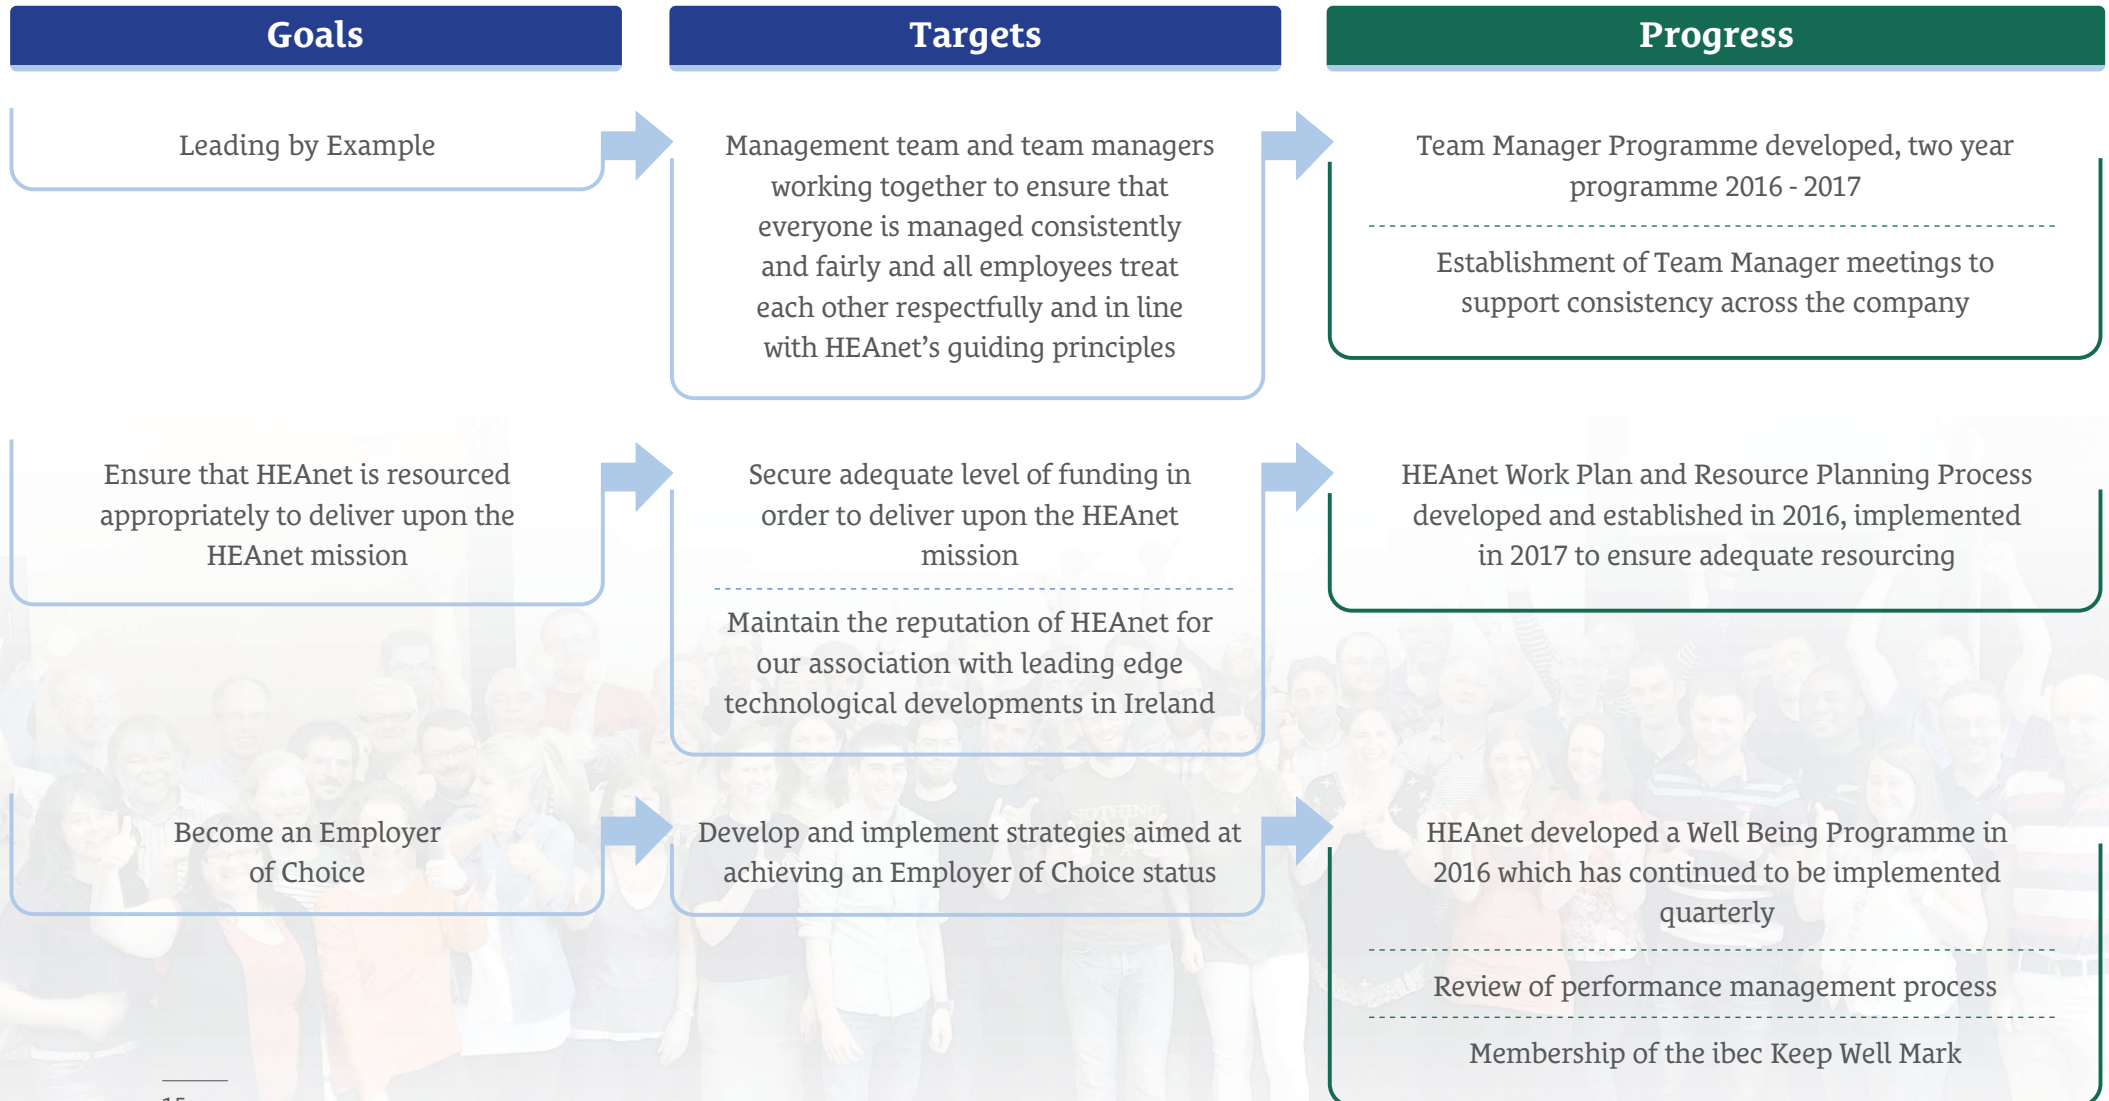 Goals
Targets
Progress
Leading by Example
Management team and team managers
working together to ensure that
everyone is managed consistently
and fairly and all employees treat
each other respectfully and in line
with HEAnet’s guiding principles
Team Manager Programme developed, two year
programme 2016 - 2017
Establishment of Team Manager meetings to
support consistency across the company
Ensure that HEAnet is resourced
appropriately to deliver upon the
HEAnet mission
Secure adequate level of funding in
order to deliver upon the HEAnet
mission
Maintain the reputation of HEAnet for
our association with leading edge
technological developments in Ireland
HEAnet Work Plan and Resource Planning Process
developed and established in 2016, implemented
in 2017 to ensure adequate resourcing
Become an Employer
of Choice
Develop and implement strategies aimed at
achieving an Employer of Choice status
HEAnet developed a Well Being Programme in
2016 which has continued to be implemented
quarterly
Review of performance management process
Membership of the ibec Keep Well Mark